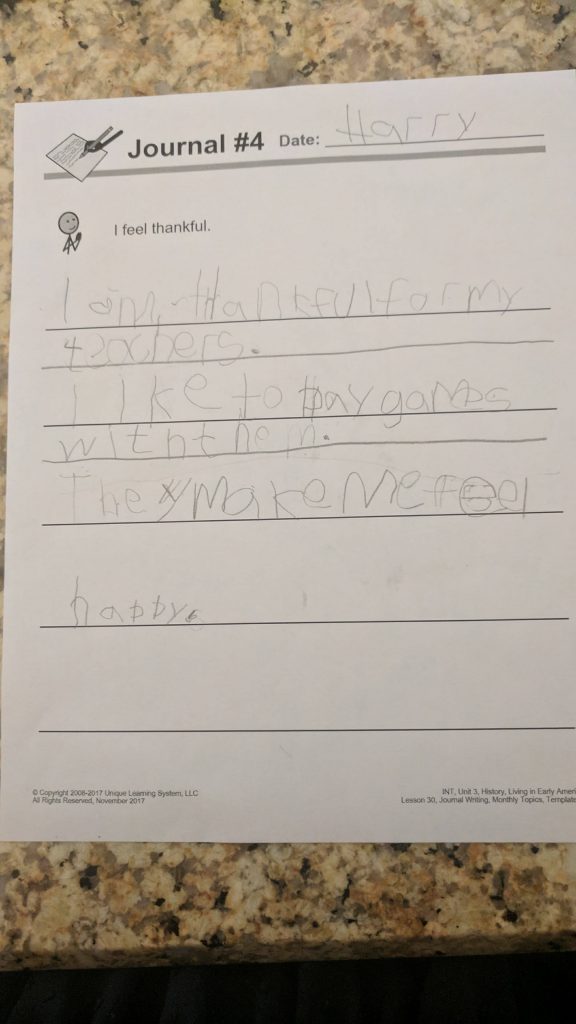 Journal #4 Date: Harry
I feel thankful.
I am thankful for my
teachers.
I like to pay games
with them.
They make me feel
happy.
© Copyright 2008-2017 Unique Learning System, LLC
All Rights Reserved, November 2017
INT, Unit 3, History, Living in Early Ameri
Lesson 30, Journal Writing, Monthly Topics, Template